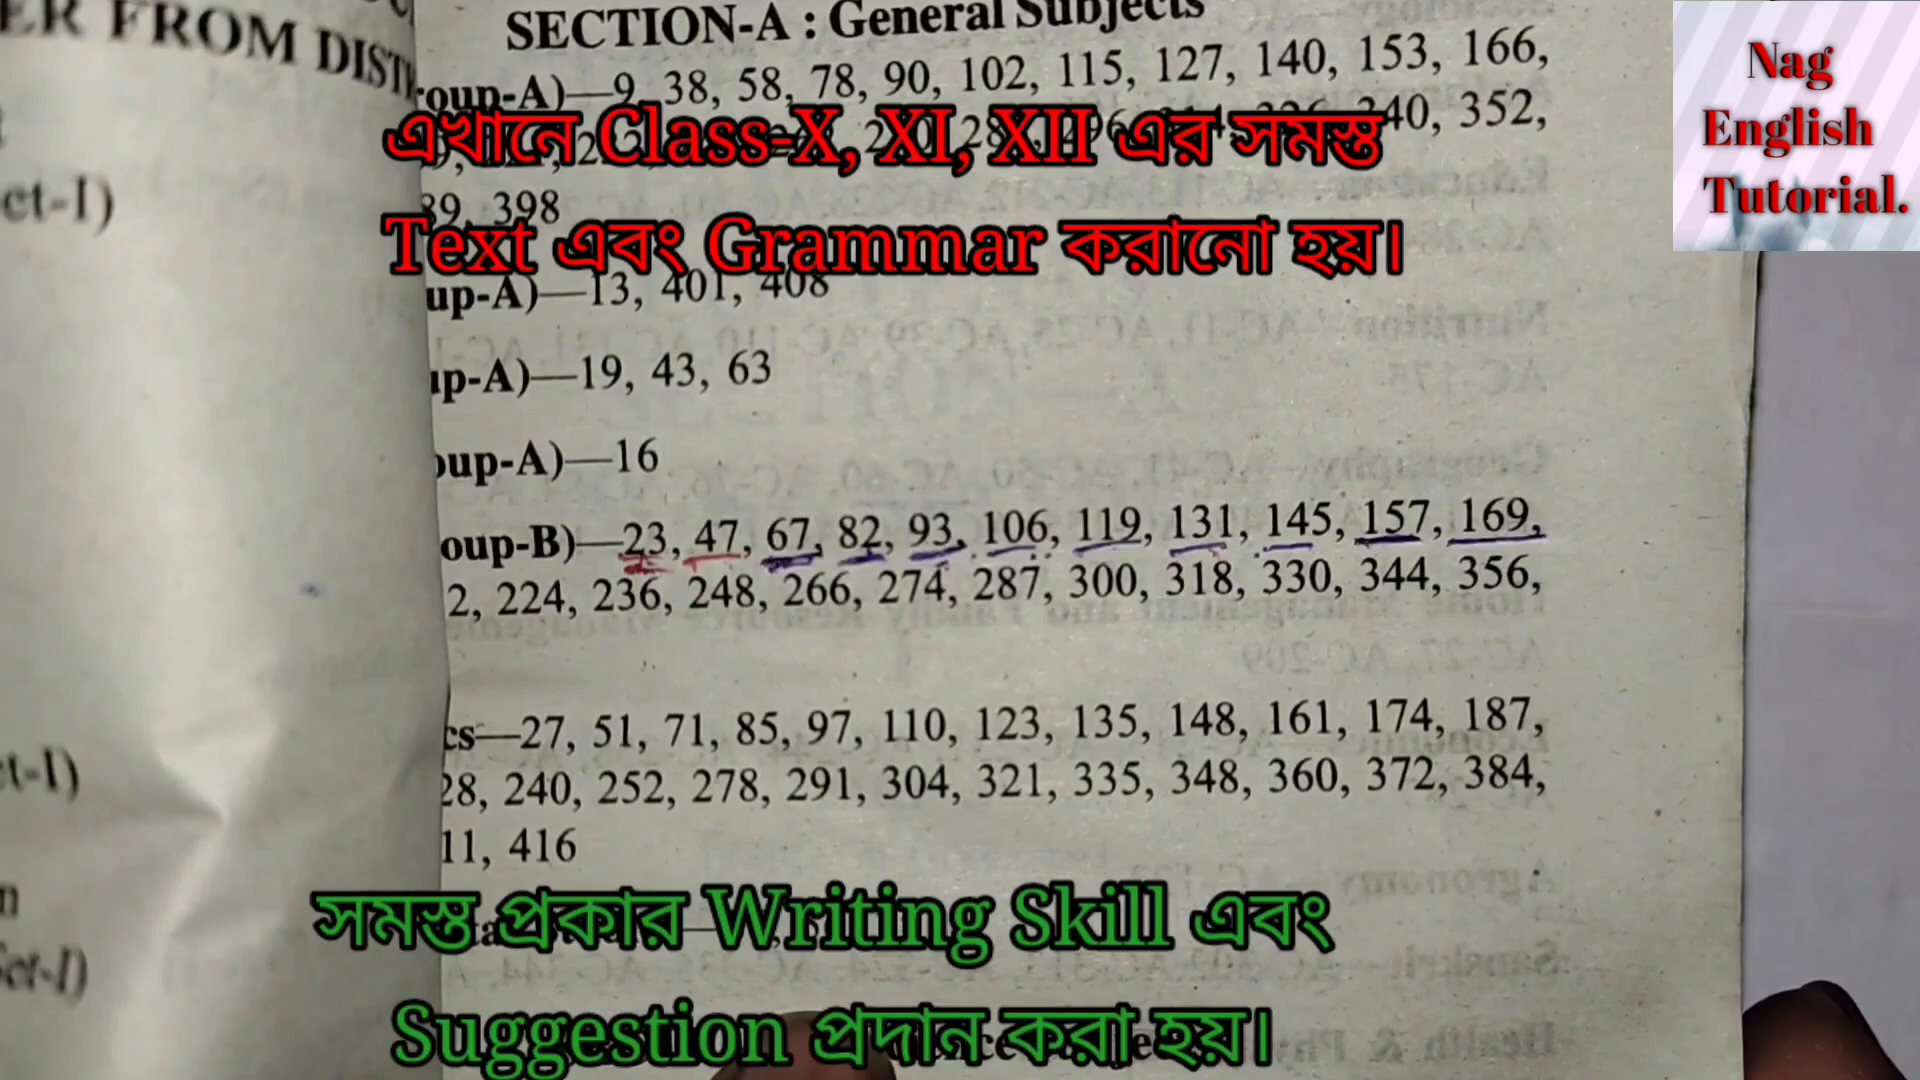 ER FROM DIST
SECTION-A : General Subjects
oup-A)—9, 38, 58, 78, 90, 102, 115, 127, 140, 153, 166,
340, 352,
এখানে Class-X, XI, XII এর সমস্ত
ct-I)
89, 398
Text এবং Grammar করানো হয়।
up-A)—13, 401, 408
up-A)—19, 43, 63
oup-A)—16
oup-B)—23, 47, 67, 82, 93, 106, 119, 131, 145, 157, 169,
2, 224, 236, 248, 266, 274, 287, 300, 318, 330, 344, 356,
cs—27, 51, 71, 85, 97, 110, 123, 135, 148, 161, 174, 187,
t-I)
28, 240, 252, 278, 291, 304, 321, 335, 348, 360, 372, 384,
11, 416
সমস্ত প্রকার Writing Skill এবং
ct-I)
Suggestion প্রদান করা হয়।
Nag
English
Tutorial.